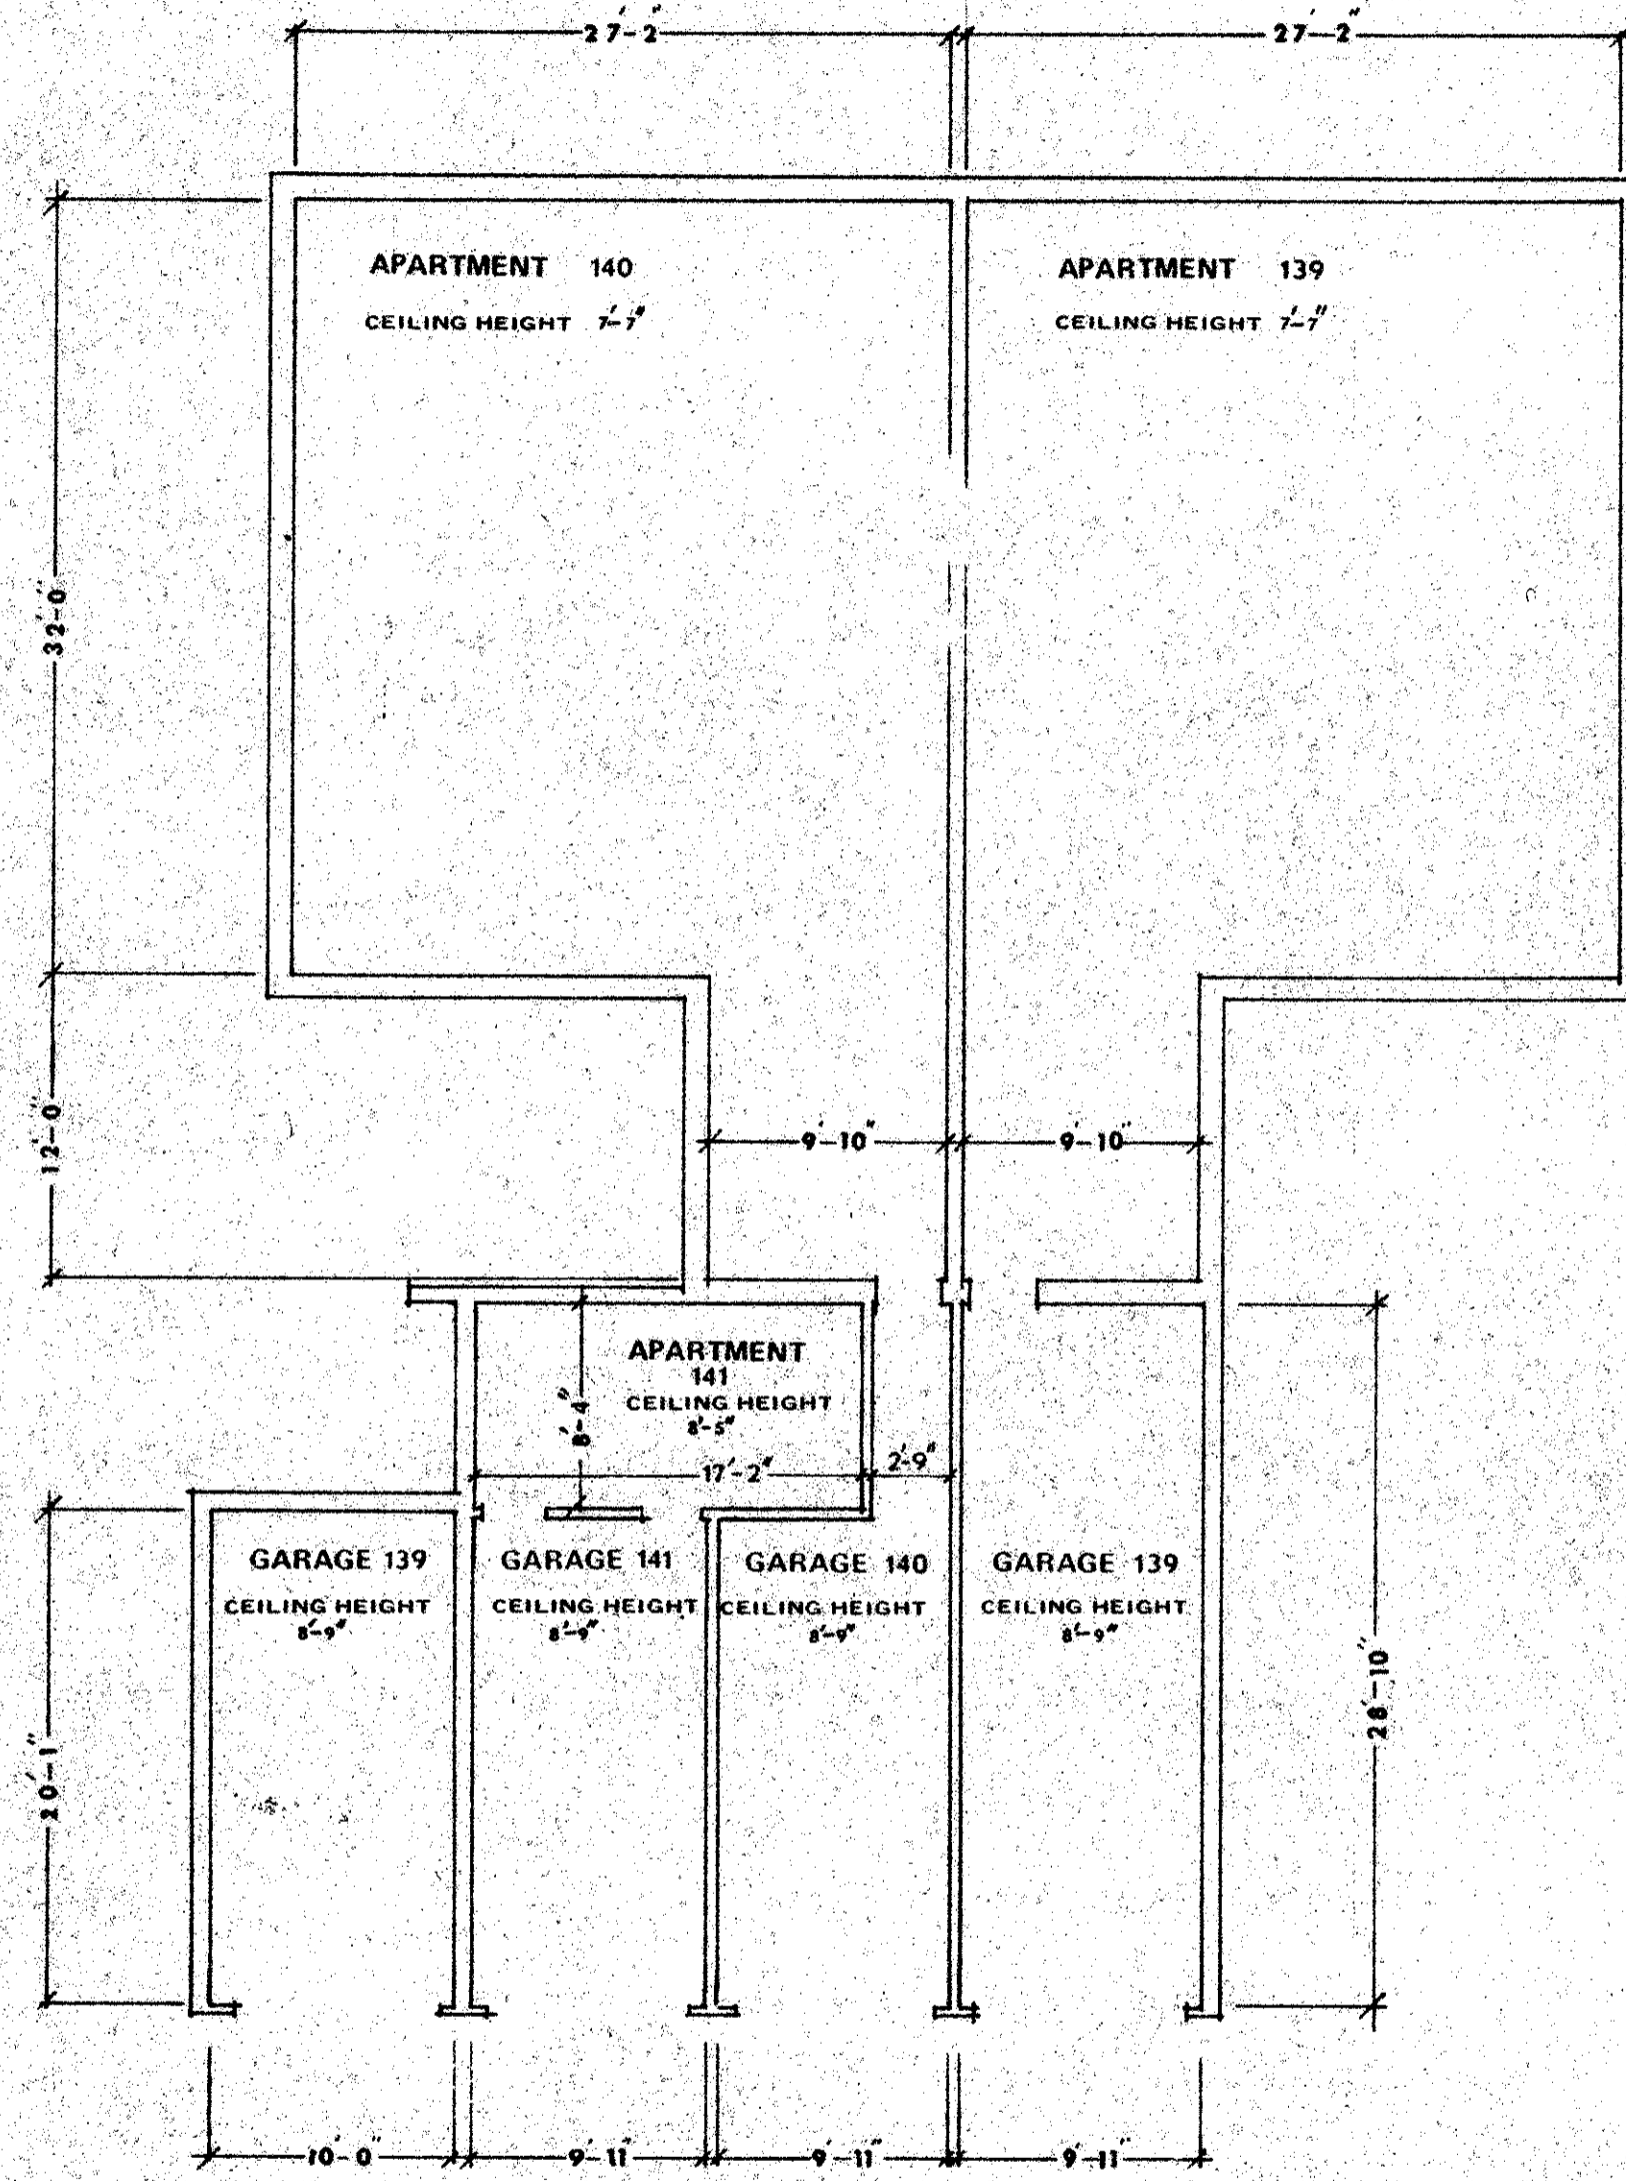 27'-2" 27'-2"
APARTMENT 140
CEILING HEIGHT 7'-7"
APARTMENT 139
CEILING HEIGHT 7'-7"
32'-0"
12'-0"
9'-10" 9'-10"
APARTMENT
141
CEILING HEIGHT
8'-5"
8'-4"
17'-2"
2'-9"
GARAGE 139
CEILING HEIGHT
8'-9"
GARAGE 141
CEILING HEIGHT
8'-9"
GARAGE 140
CEILING HEIGHT
8'-9"
GARAGE 139
CEILING HEIGHT
8'-9"
20'-1"
28'-10"
10'-0" 9'-11" 9'-11" 9'-11"